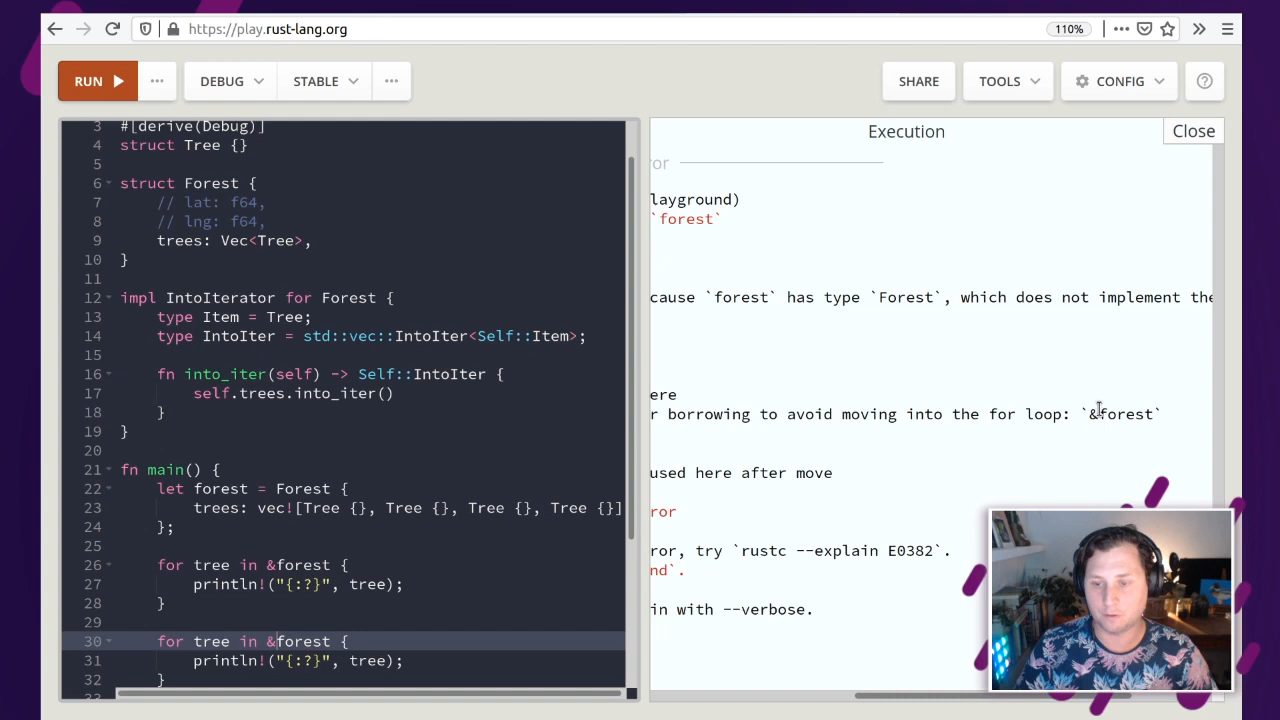 https://play.rust-lang.org
110%
RUN
DEBUG
STABLE
SHARE
TOOLS
CONFIG
3 #[derive(Debug)]
4 struct Tree {}
5
6 struct Forest {
7 // lat: f64,
8 // lng: f64,
9 trees: Vec<Tree>,
10 }
11
12 impl IntoIterator for Forest {
13 type Item = Tree;
14 type IntoIter = std::vec::IntoIter<Self::Item>;
15
16 fn into_iter(self) -> Self::IntoIter {
17 self.trees.into_iter()
18 }
19 }
20
21 fn main() {
22 let forest = Forest {
23 trees: vec![Tree {}, Tree {}, Tree {}, Tree {}]
24 };
25
26 for tree in &forest {
27 println!("{:?}", tree);
28 }
29
30 for tree in &forest {
31 println!("{:?}", tree);
32 }
33
Execution
Close
ror
layground)
`forest`
cause `forest` has type `Forest`, which does not implement the
ere
r borrowing to avoid moving into the for loop: `&forest`
used here after move
ror
ror, try `rustc --explain E0382`.
nd`.
in with --verbose.